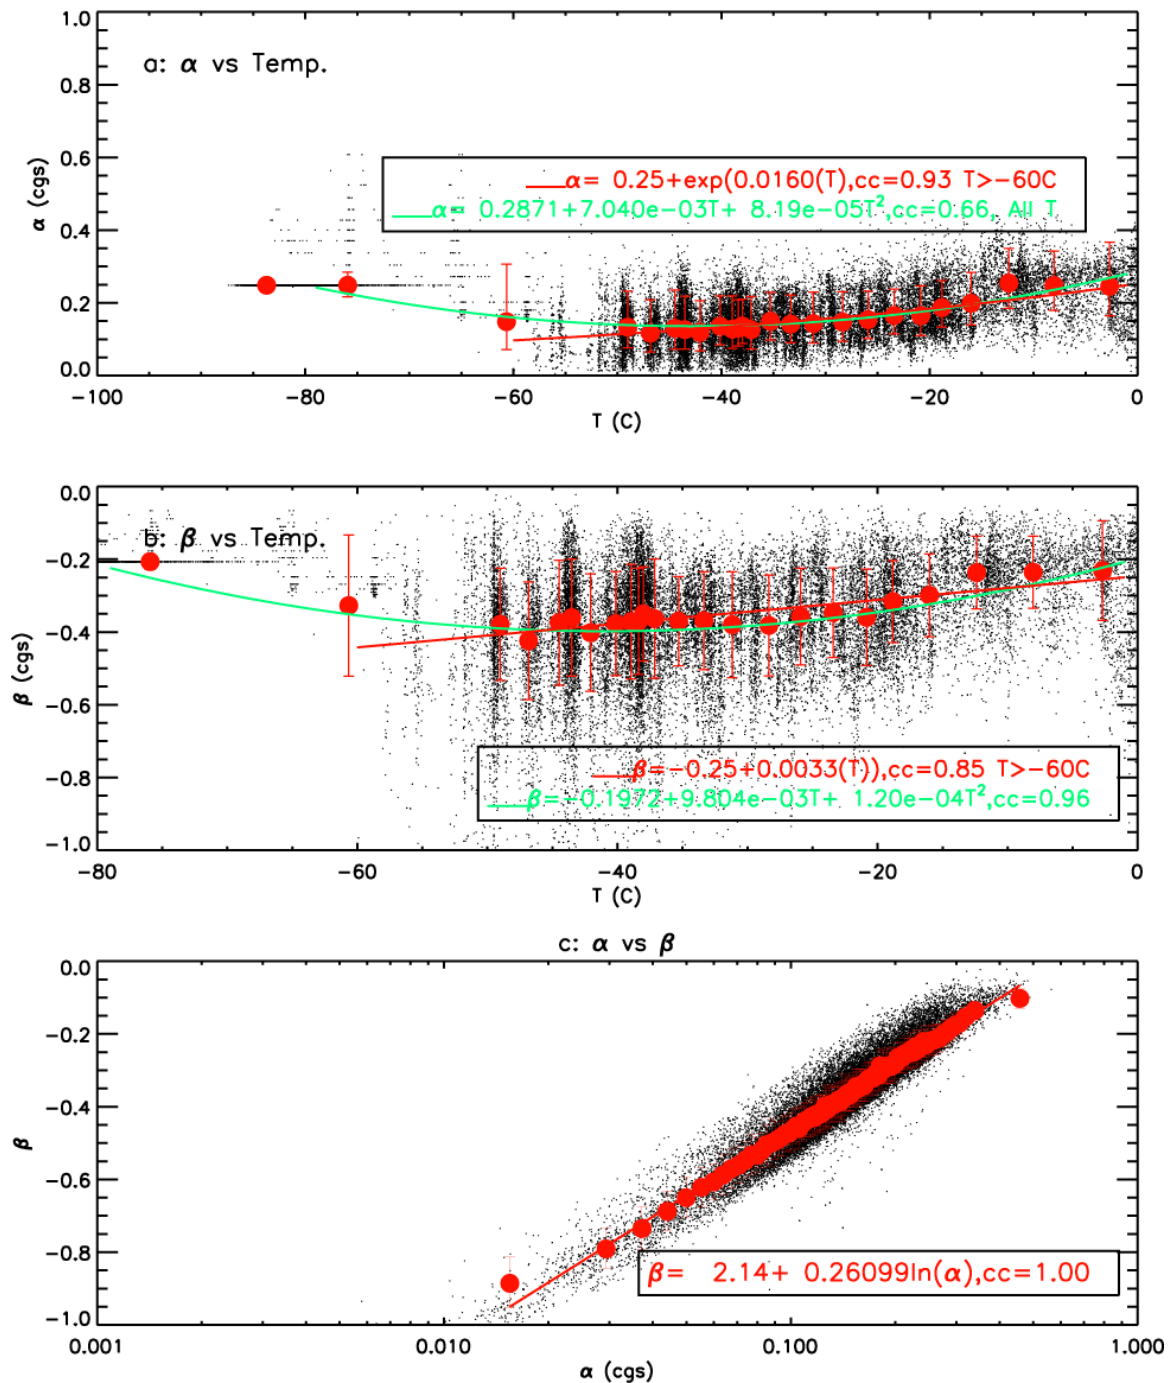 1.0
a: α vs Temp.
0.8
0.6
α= 0.25+exp(0.0160(T),cc=0.93 T>−60C
α= 0.2871+7.040e−03T+ 8.19e−05T²,cc=0.66, All T
α (cgs)
0.4
0.2
0.0
−100 −80 −60 −40 −20 0
T (C)
0.0
b: β vs Temp.
−0.2
−0.4
β (cgs)
−0.6
β=−0.25+0.0033(T)),cc=0.85 T>−60C
−0.8
β=−0.1972+9.804e−03T+ 1.20e−04T²,cc=0.96
−1.0
−80 −60 −40 −20 0
T (C)
c: α vs β
0.0
−0.2
−0.4
β
−0.6
−0.8
β= 2.14+ 0.26099ln(α),cc=1.00
−1.0
0.001 0.010 0.100 1.000
α (cgs)